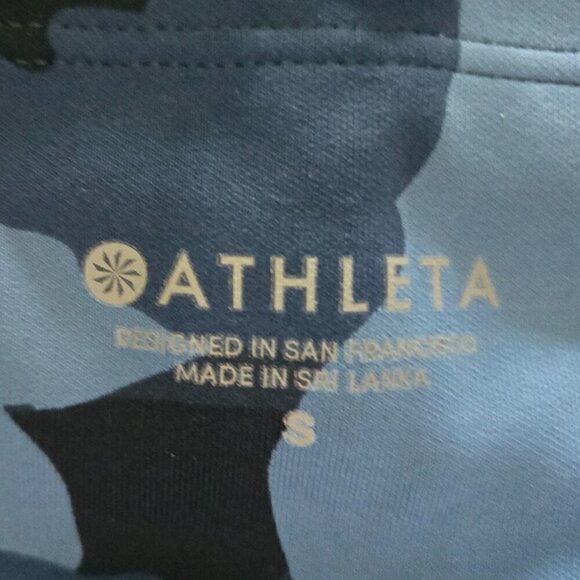 ATHLETA
DESIGNED IN SAN FRANCISCO
MADE IN SRI LANKA
S